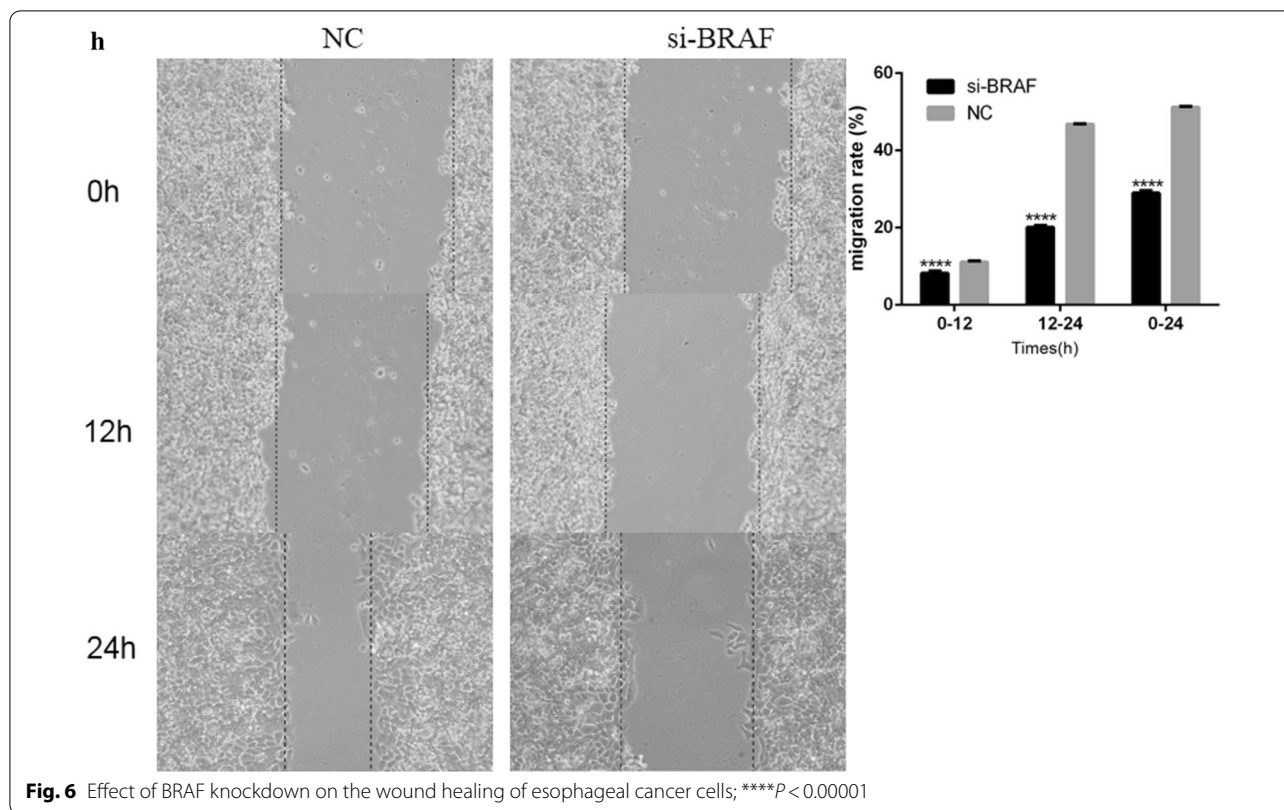 h
NC
si-BRAF
0h
12h
24h
si-BRAF
NC
migration rate (%)
60
40
20
0
****
****
****
0-12
12-24
0-24
Times(h)
Fig. 6 Effect of BRAF knockdown on the wound healing of esophageal cancer cells; ****P < 0.00001